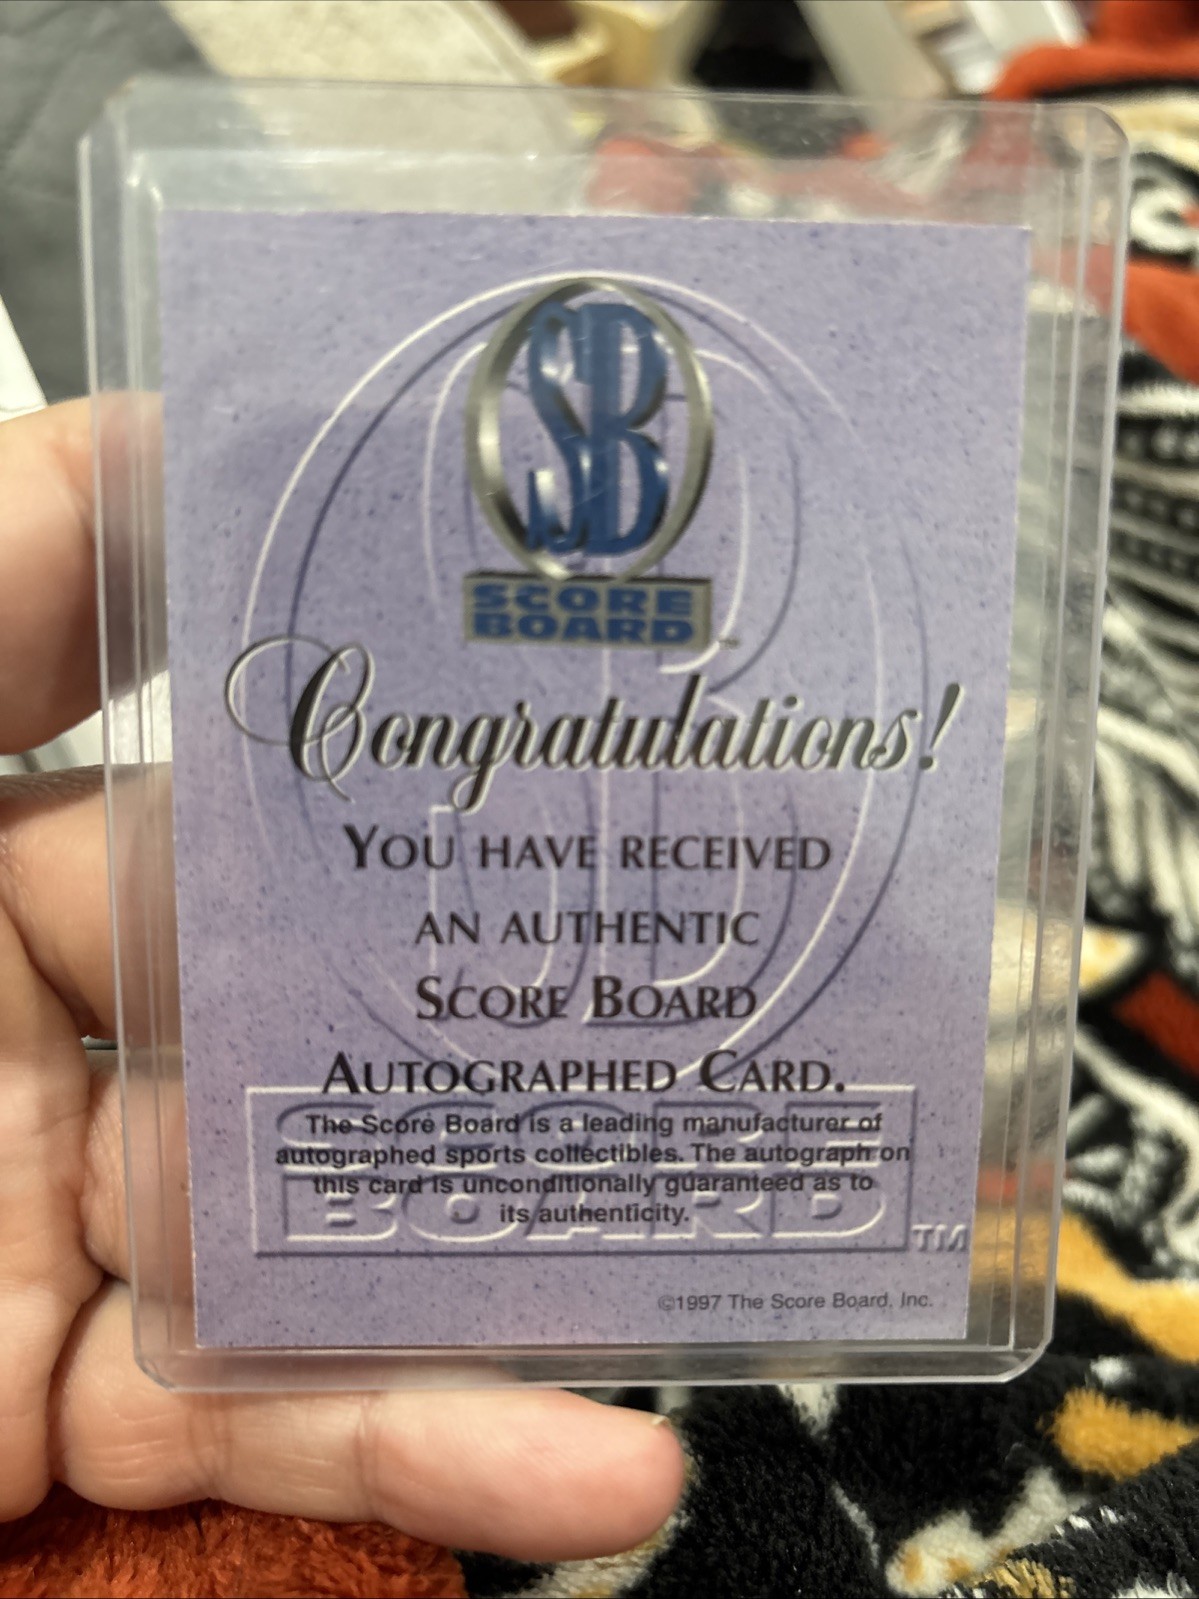 SB
SCORE
BOARD
™
Congratulations!
YOU HAVE RECEIVED
AN AUTHENTIC
SCORE BOARD
AUTOGRAPHED CARD.
The Score Board is a leading manufacturer of
autographed sports collectibles. The autograph on
this card is unconditionally guaranteed as to
its authenticity.
SCORE
BOARD
TM
©1997 The Score Board, Inc.